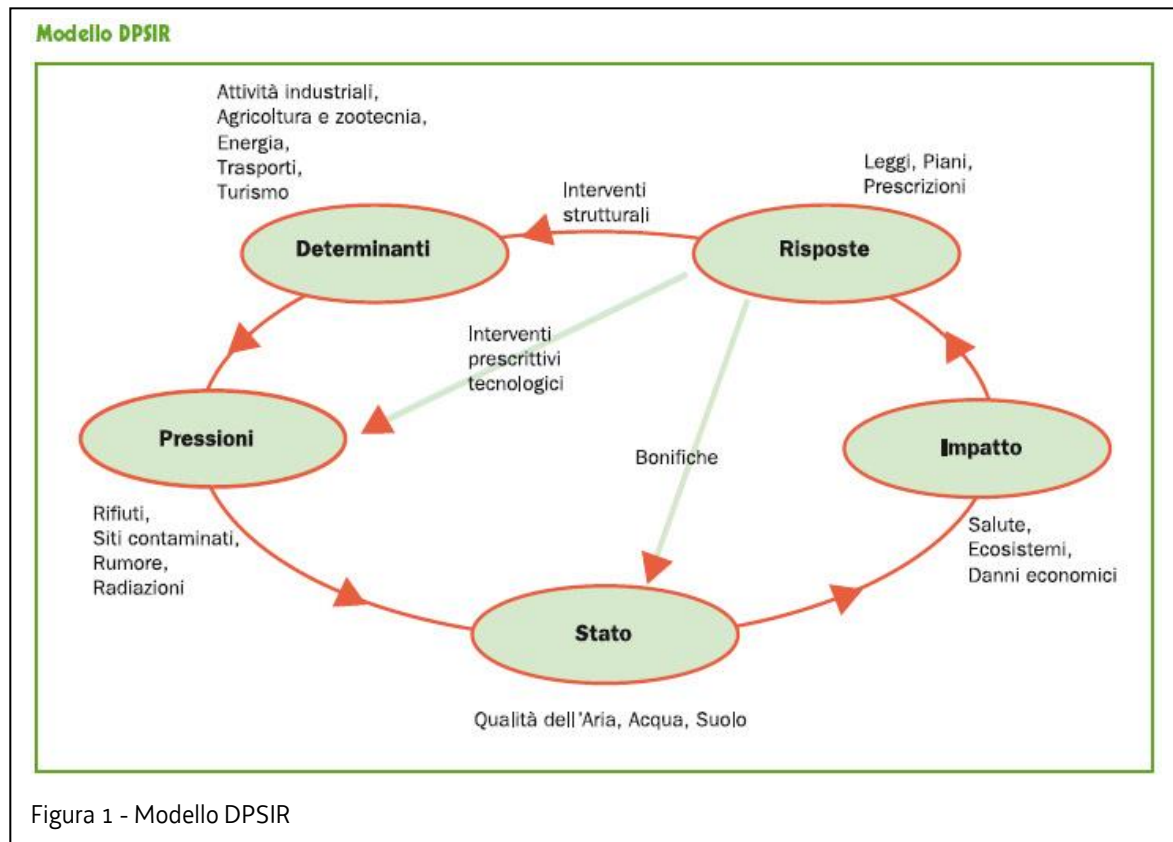 Modello DPSIR
Attività industriali,
Agricoltura e zootecnia,
Energia,
Trasporti,
Turismo
Leggi, Piani,
Prescrizioni
Interventi
strutturali
Determinanti
Risposte
Interventi
prescrittivi
tecnologici
Pressioni
Bonifiche
Impatto
Rifiuti,
Siti contaminati,
Rumore,
Radiazioni
Salute,
Ecosistemi,
Danni economici
Stato
Qualità dell'Aria, Acqua, Suolo
Figura 1 - Modello DPSIR